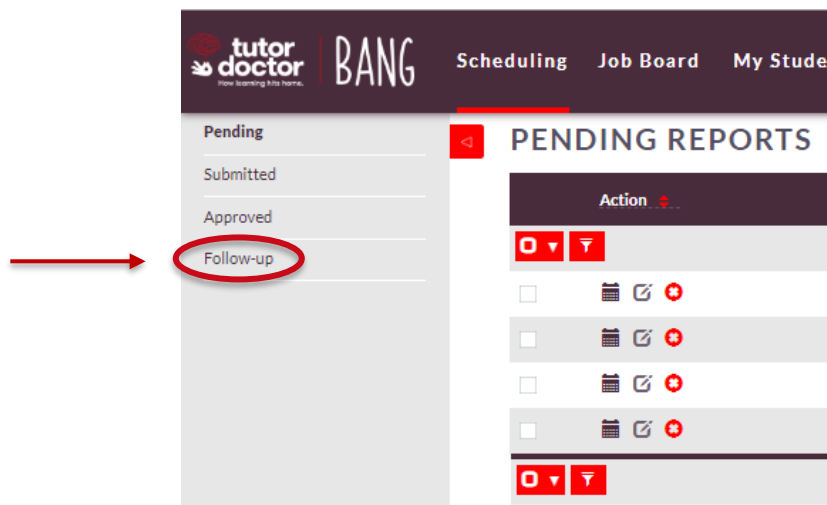 tutor
doctor
How learning hits home.
BANG
Scheduling Job Board My Stude
Pending
Submitted
Approved
Follow-up
PENDING REPORTS
Action